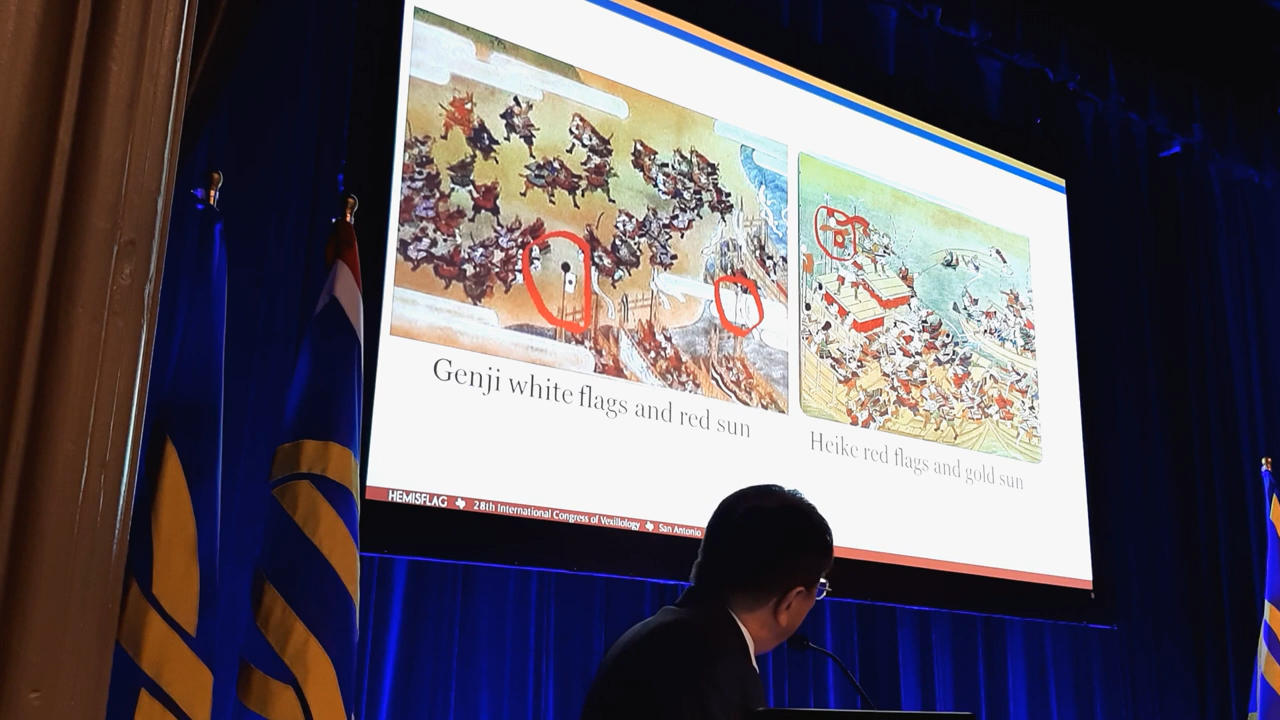 Genji white flags and red sun
Heike red flags and gold sun
HEMISFLAG 28th International Congress of Vexillology San Antonio